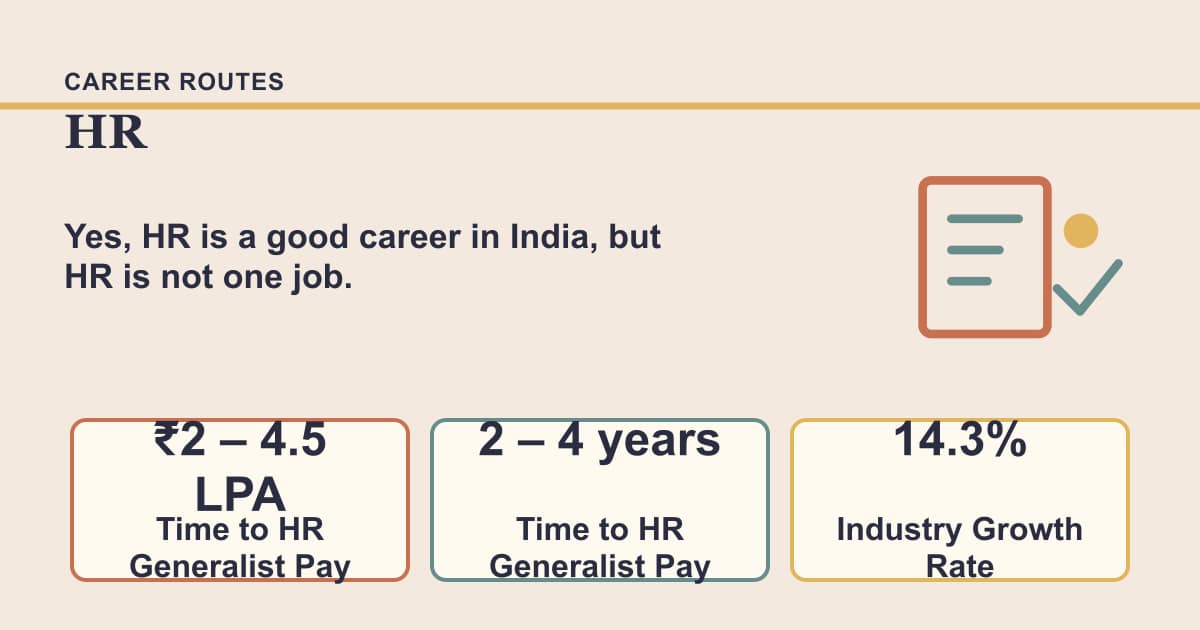 CAREER ROUTES
HR
Yes, HR is a good career in India, but
HR is not one job.
₹2 – 4.5
LPA
Time to HR
Generalist Pay
2 – 4 years
Time to HR
Generalist Pay
14.3%
Industry Growth
Rate